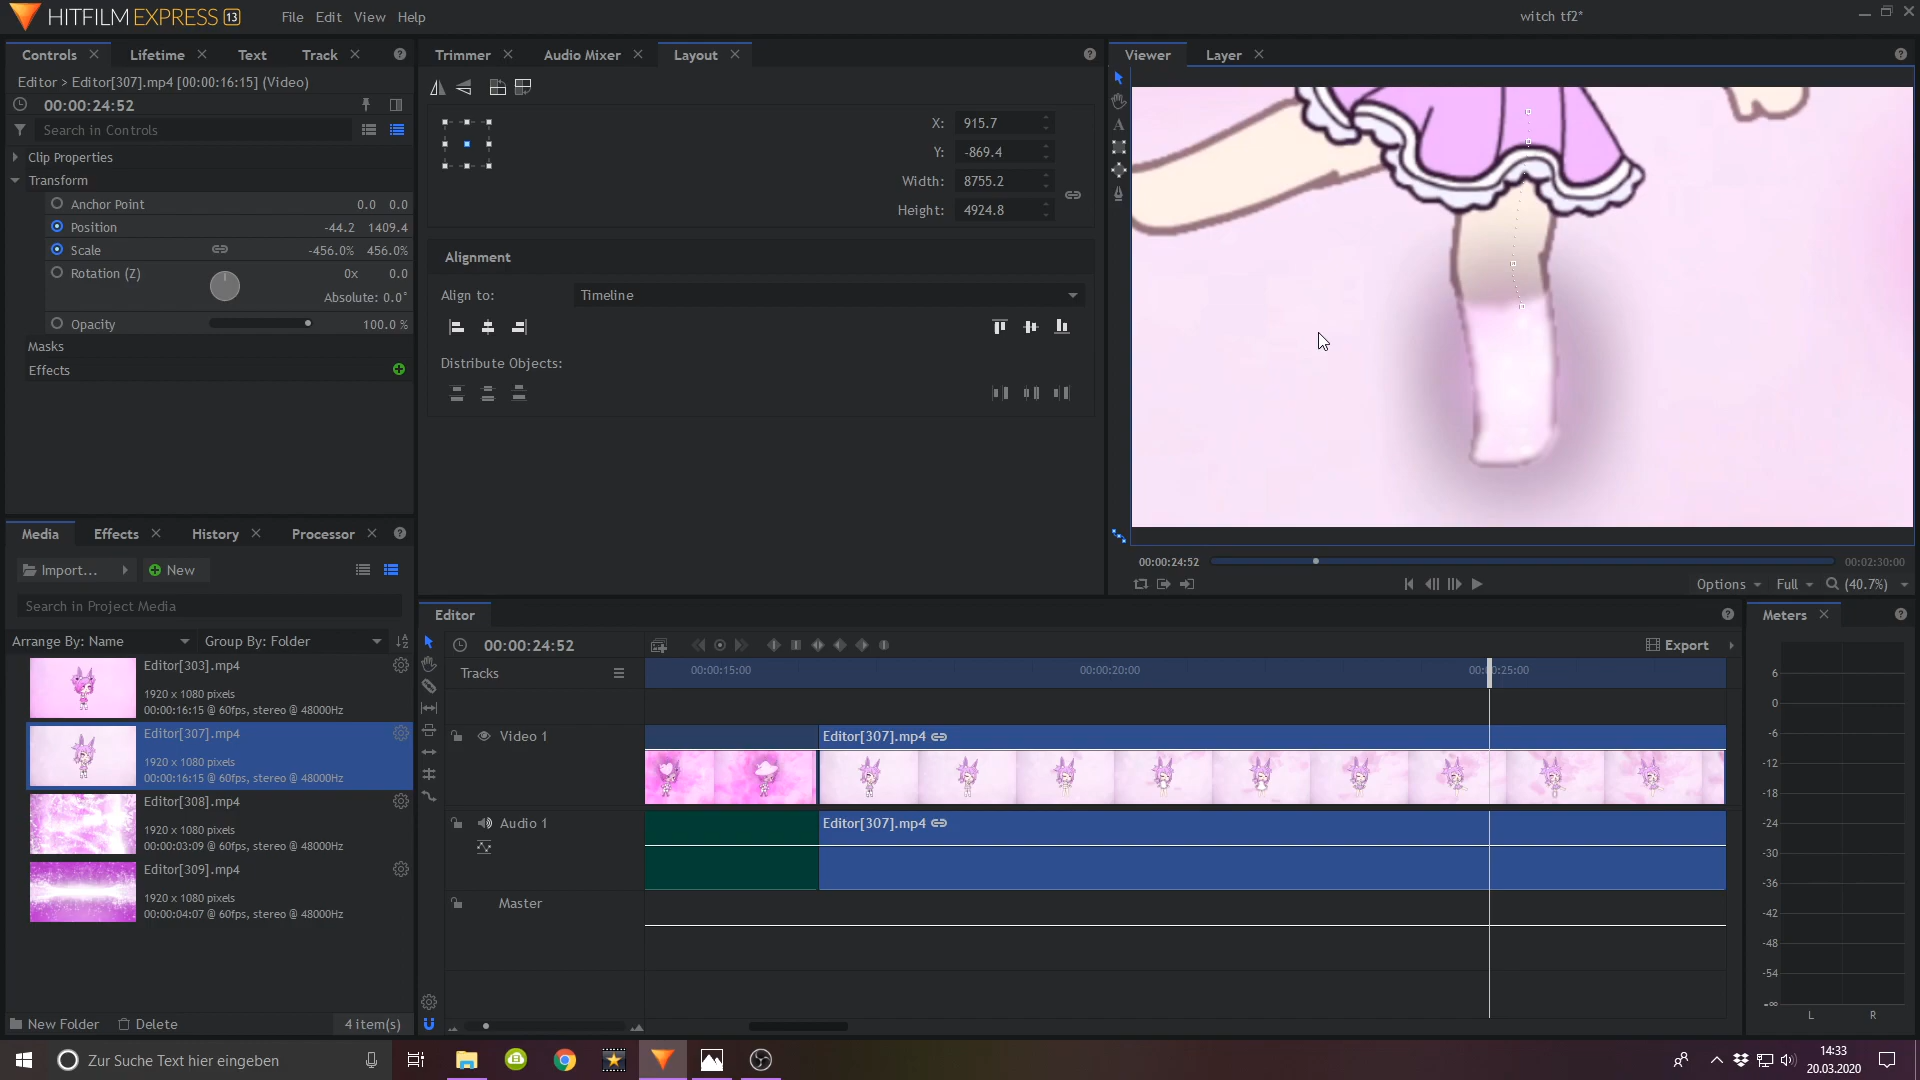 HITFILM EXPRESS 13
File Edit View Help
witch tf2*
Controls Lifetime Text Track
Trimmer Audio Mixer Layout
Viewer Layer
Editor > Editor[307].mp4 [00:00:16:15] (Video)
00:00:24:52
Search in Controls
Clip Properties
Transform
Anchor Point 0.0 0.0
Position -44.2 1409.4
Scale -456.0% 456.0%
Rotation (Z) 0x 0.0
Absolute: 0.0°
Opacity 100.0 %
Masks
Effects
X: 915.7
Y: -869.4
Width: 8755.2
Height: 4924.8
Alignment
Align to: Timeline
Distribute Objects:
00:00:24:52
00:02:30:00
Options Full (40.7%)
Media Effects History Processor
Import... New
Search in Project Media
Arrange By: Name Group By: Folder
Editor[303].mp4
1920 x 1080 pixels
00:00:16:15 @ 60fps, stereo @ 48000Hz
Editor[307].mp4
1920 x 1080 pixels
00:00:16:15 @ 60fps, stereo @ 48000Hz
Editor[308].mp4
1920 x 1080 pixels
00:00:03:09 @ 60fps, stereo @ 48000Hz
Editor[309].mp4
1920 x 1080 pixels
00:00:04:07 @ 60fps, stereo @ 48000Hz
New Folder Delete 4 item(s)
Editor
00:00:24:52
Export
Tracks
00:00:15:00 00:00:20:00 00:00:25:00
Video 1
Editor[307].mp4
Audio 1
Editor[307].mp4
Master
Meters
6
0
-6
-12
-18
-24
-30
-36
-42
-48
-54
-∞
L R
Zur Suche Text hier eingeben
14:33
20.03.2020